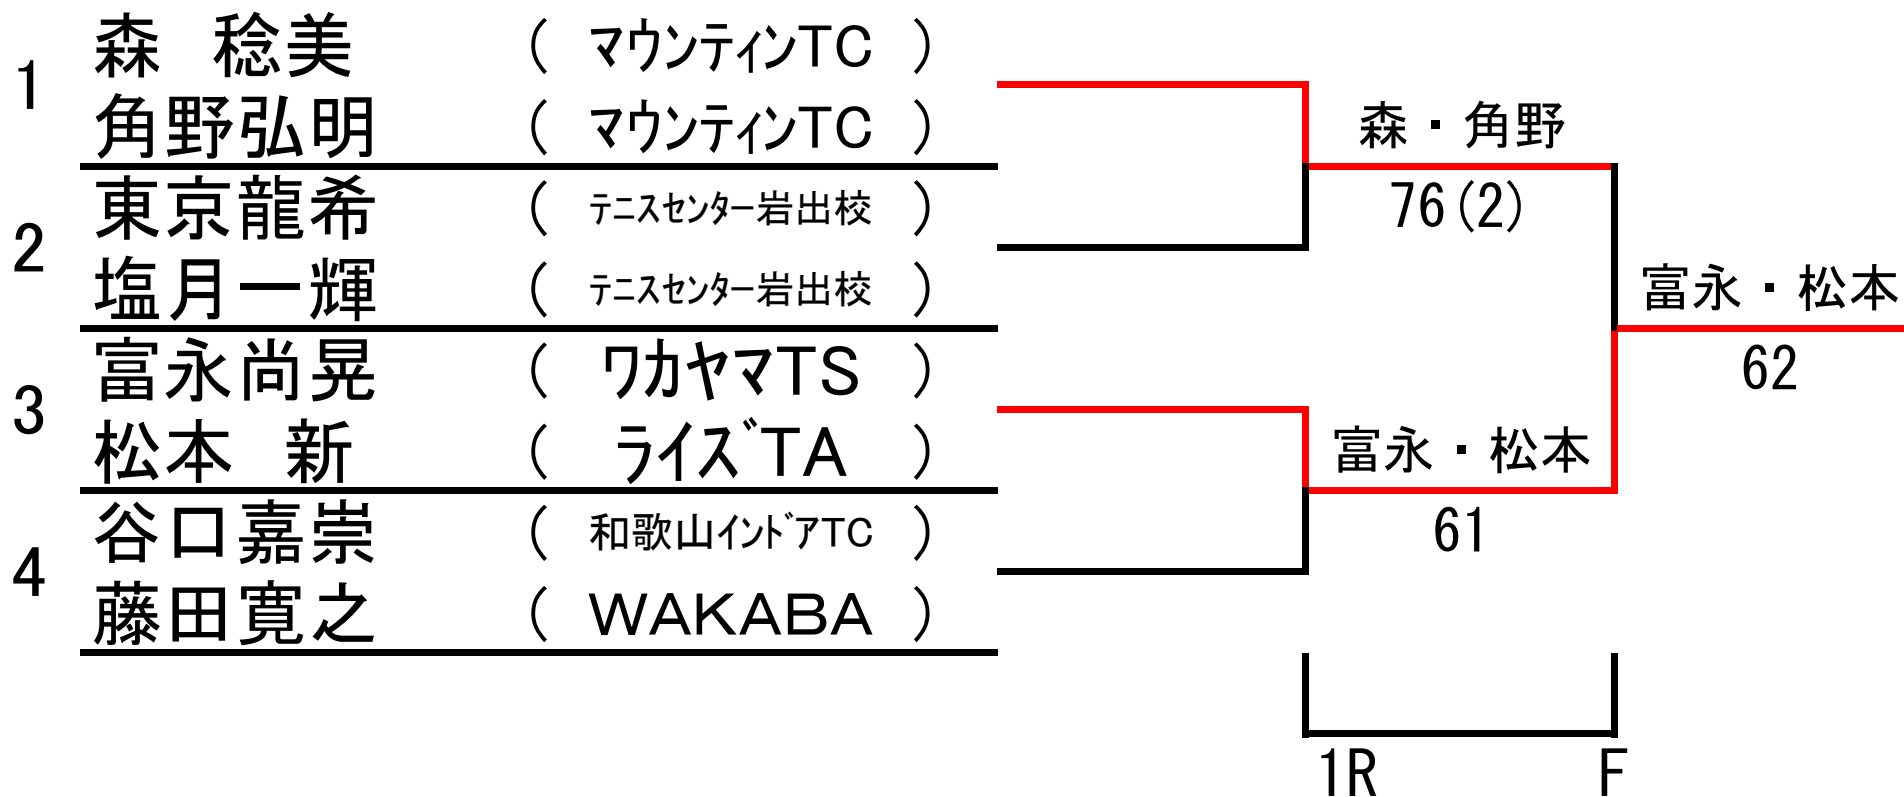 1
森　稔美 ( マウンティンTC )
角野弘明 ( マウンティンTC )
2
東京龍希 ( テニスセンター岩出校 )
塩月一輝 ( テニスセンター岩出校 )
3
富永尚晃 ( ワカヤマTS )
松本　新 ( ライズTA )
4
谷口嘉崇 ( 和歌山インドアTC )
藤田寛之 ( WAKABA )
森・角野
76(2)
富永・松本
61
富永・松本
62
1R F